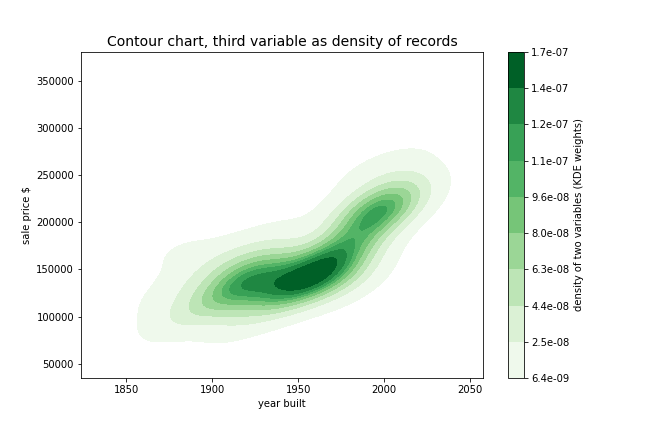 Contour chart, third variable as density of records
350000
300000
250000
200000
150000
100000
50000
sale price $
1850 1900 1950 2000 2050
year built
1.7e-07
1.4e-07
1.2e-07
1.1e-07
9.6e-08
8.0e-08
6.3e-08
4.4e-08
2.5e-08
6.4e-09
density of two variables (KDE weights)